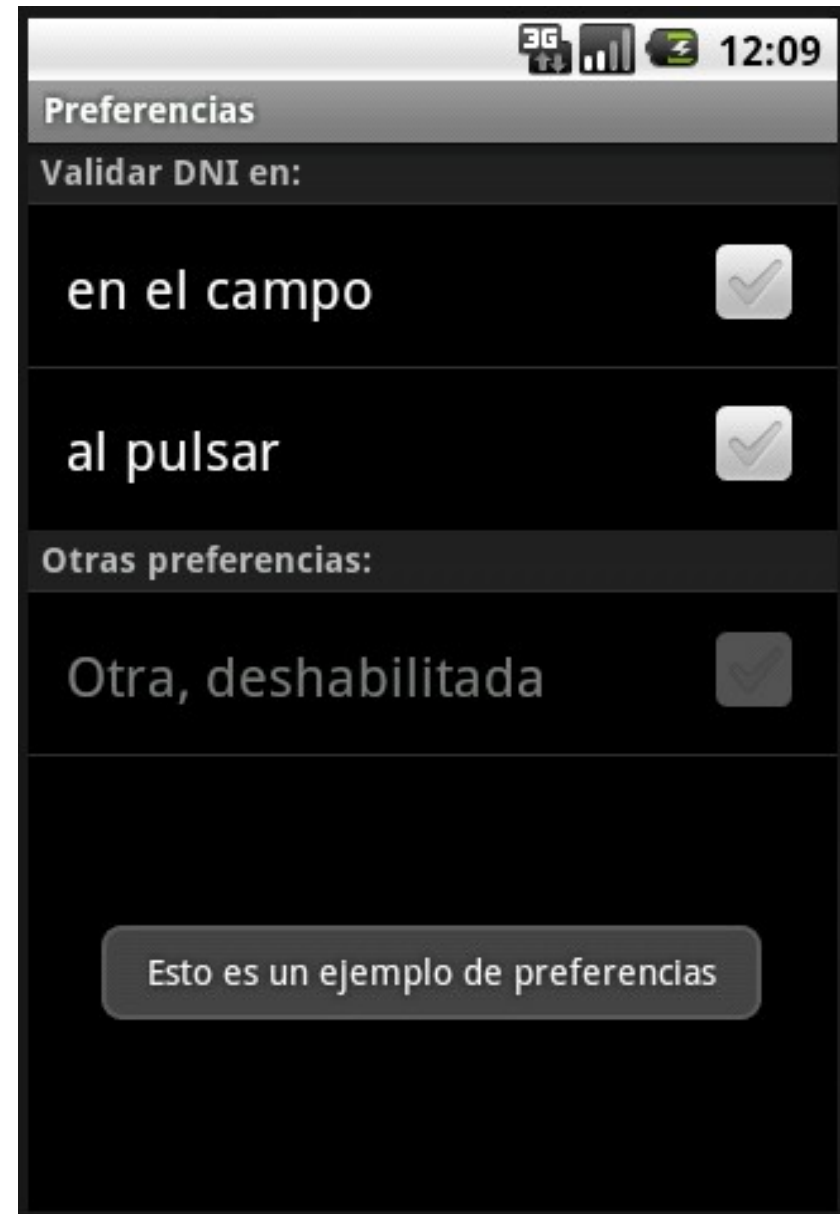 3G 12:09
Preferencias
Validar DNI en:
en el campo
al pulsar
Otras preferencias:
Otra, deshabilitada
Esto es un ejemplo de preferencias